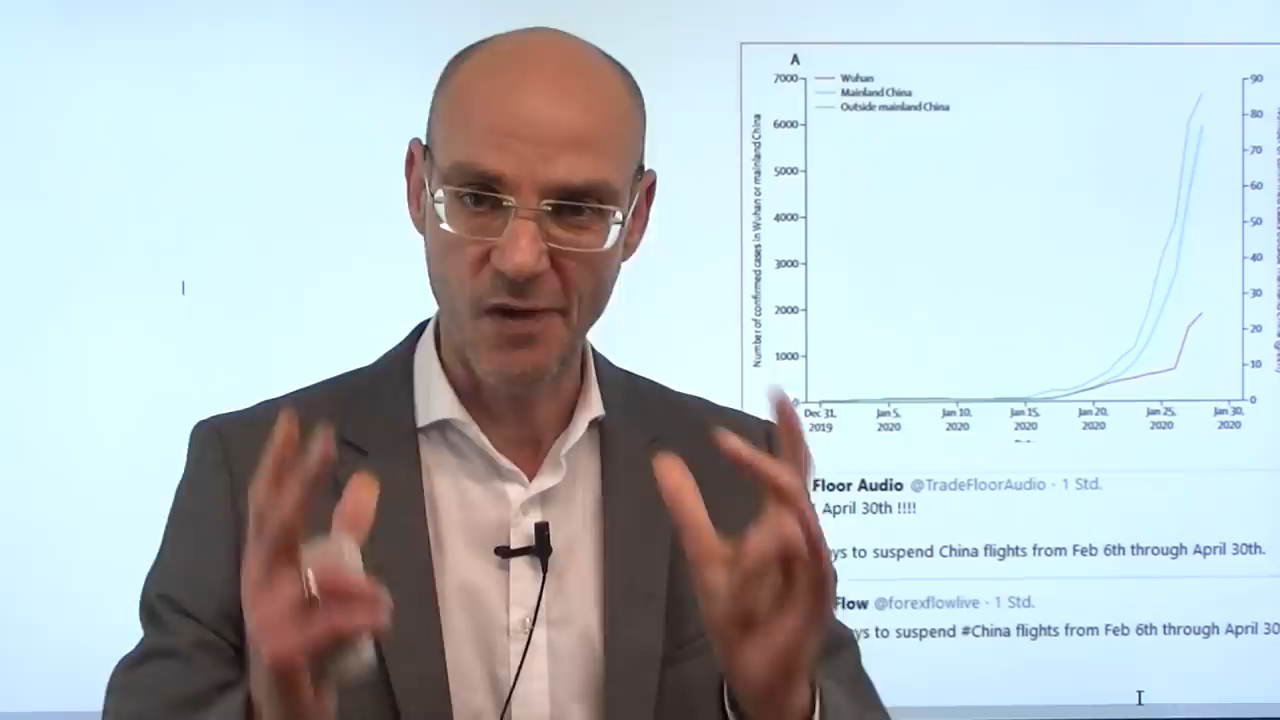 A
Wuhan
Mainland China
Outside mainland China
Number of confirmed cases in Wuhan or mainland China
7000
6000
5000
4000
3000
2000
1000
0
90
80
70
60
50
40
30
20
10
0
Dec 31, 2019
Jan 5, 2020
Jan 10, 2020
Jan 15, 2020
Jan 20, 2020
Jan 25, 2020
Jan 30, 2020
Floor Audio @TradeFloorAudio · 1 Std.
April 30th !!!!
ys to suspend China flights from Feb 6th through April 30th.
Flow @forexflowlive · 1 Std.
ys to suspend #China flights from Feb 6th through April 30